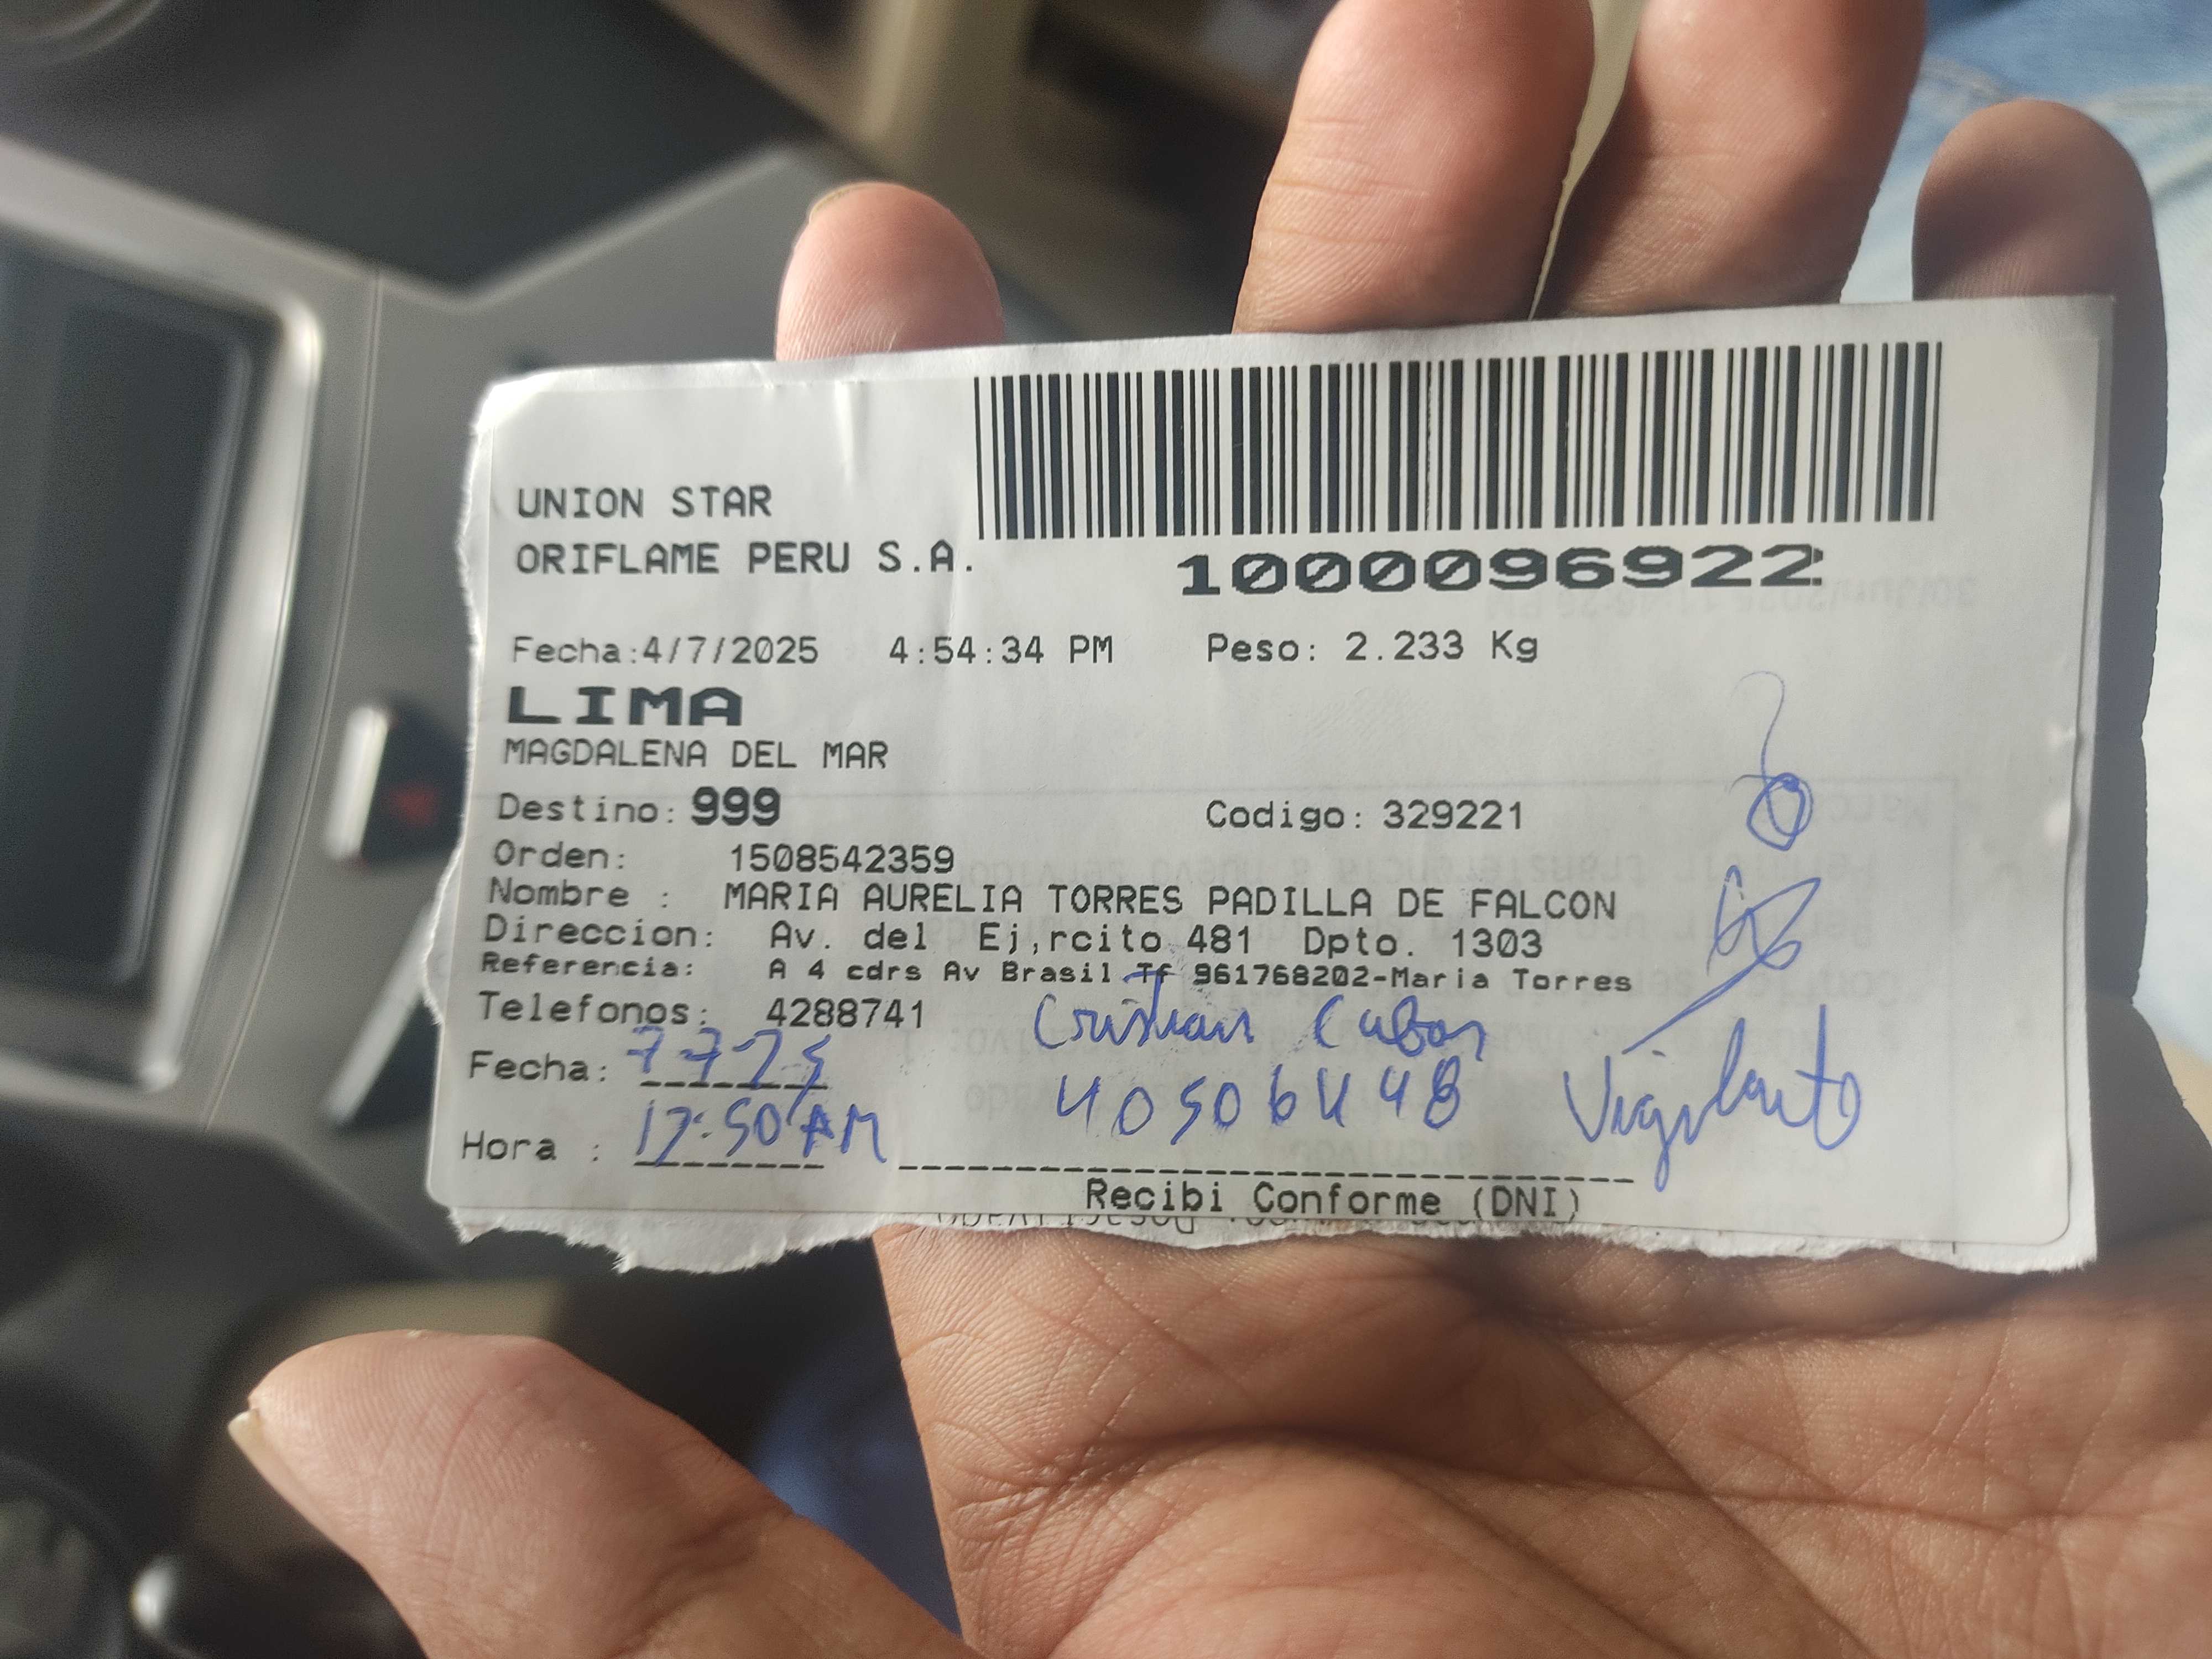 UNION STAR
ORIFLAME PERU S.A.
1000096922
Fecha:4/7/2025 4:54:34 PM Peso: 2.233 Kg
LIMA
MAGDALENA DEL MAR
Destino: 999 Codigo: 329221
Orden: 1508542359
Nombre : MARIA AURELIA TORRES PADILLA DE FALCON
Direccion: Av. del Ej,rcito 481 Dpto. 1303
Referencia: A 4 cdrs Av Brasil Tf 961768202-Maria Torres
Telefonos: 4288741 Cristian
Fecha: 7 7 25
40506448
Hora : :50 AM
Recibi Conforme (DNI)